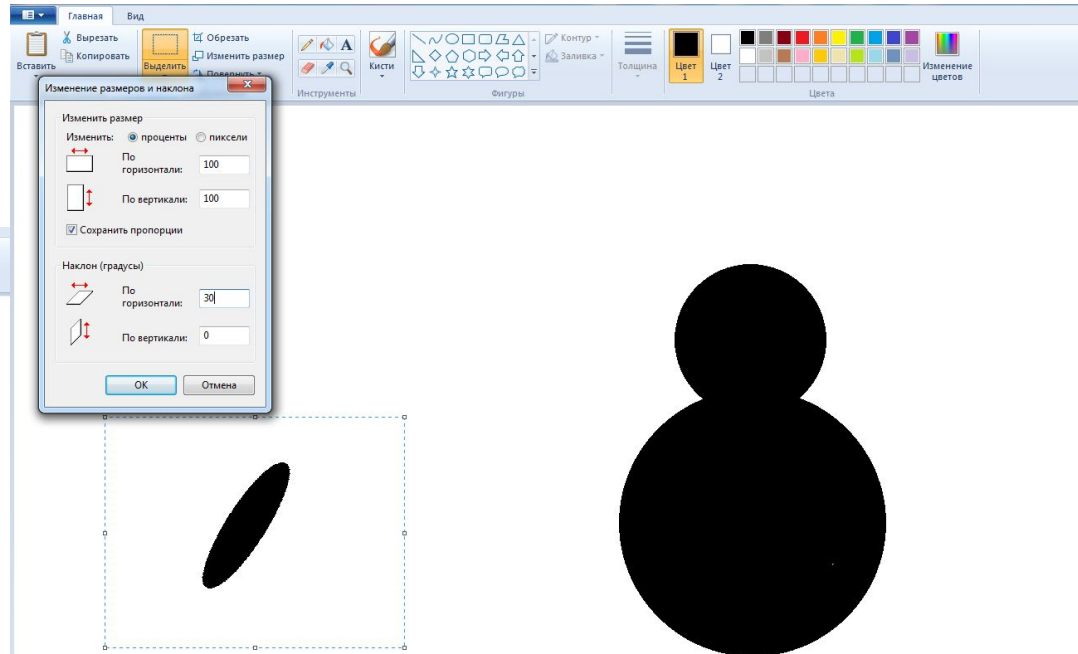 Главная Вид
Вставить
Вырезать
Копировать
Выделить
Обрезать
Изменить размер
Повернуть
A
Инструменты
Кисти
Фигуры
Контур
Заливка
Толщина
Цвет
1
Цвет
2
Изменение
цветов
Цвета
Изменение размеров и наклона
Изменить размер
Изменить: проценты пиксели
По
горизонтали: 100
По вертикали: 100
Сохранить пропорции
Наклон (градусы)
По
горизонтали: 30
По вертикали: 0
OK Отмена